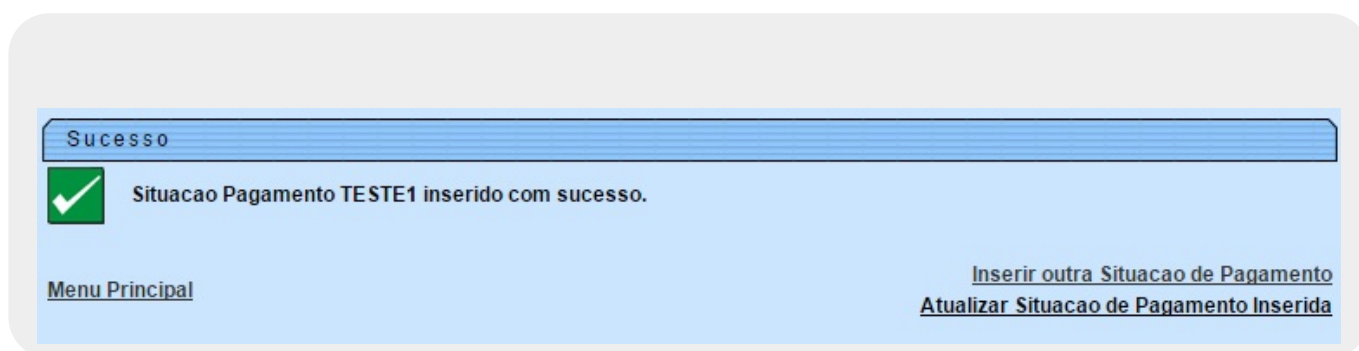 Sucesso
Situacao Pagamento TESTE1 inserido com sucesso.
Inserir outra Situacao de Pagamento
Menu Principal
Atualizar Situacao de Pagamento Inserida